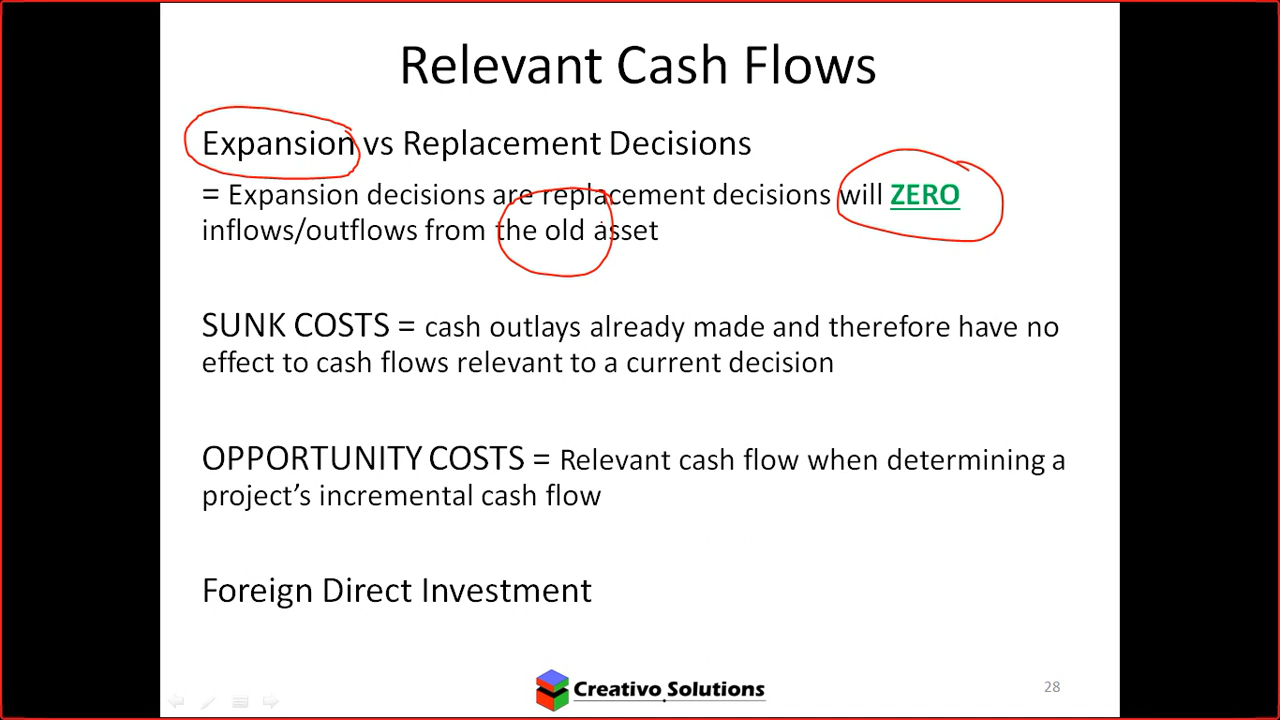 Relevant Cash Flows
Expansion vs Replacement Decisions
= Expansion decisions are replacement decisions will ZERO
inflows/outflows from the old asset
SUNK COSTS = cash outlays already made and therefore have no
effect to cash flows relevant to a current decision
OPPORTUNITY COSTS = Relevant cash flow when determining a
project’s incremental cash flow
Foreign Direct Investment
Creativo Solutions
28